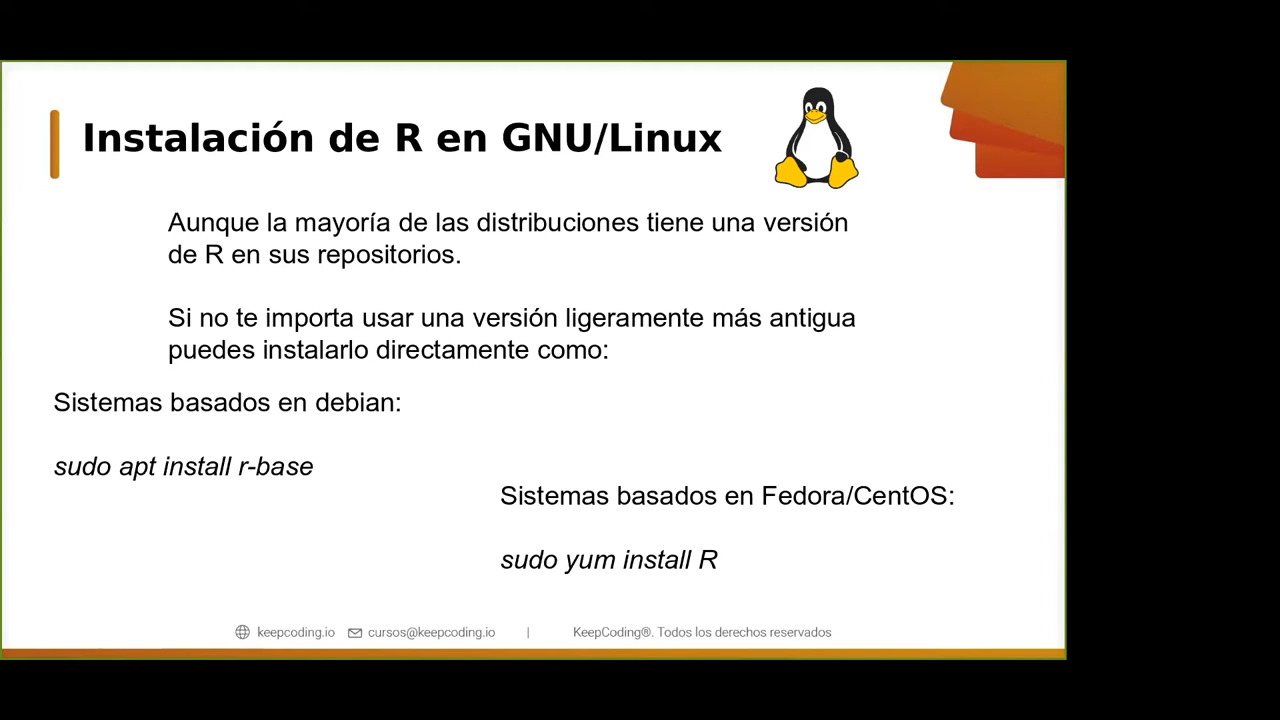 Instalación de R en GNU/Linux
Aunque la mayoría de las distribuciones tiene una versión
de R en sus repositorios.
Si no te importa usar una versión ligeramente más antigua
puedes instalarlo directamente como:
Sistemas basados en debian:
sudo apt install r-base
Sistemas basados en Fedora/CentOS:
sudo yum install R
keepcoding.io cursos@keepcoding.io | KeepCoding®. Todos los derechos reservados